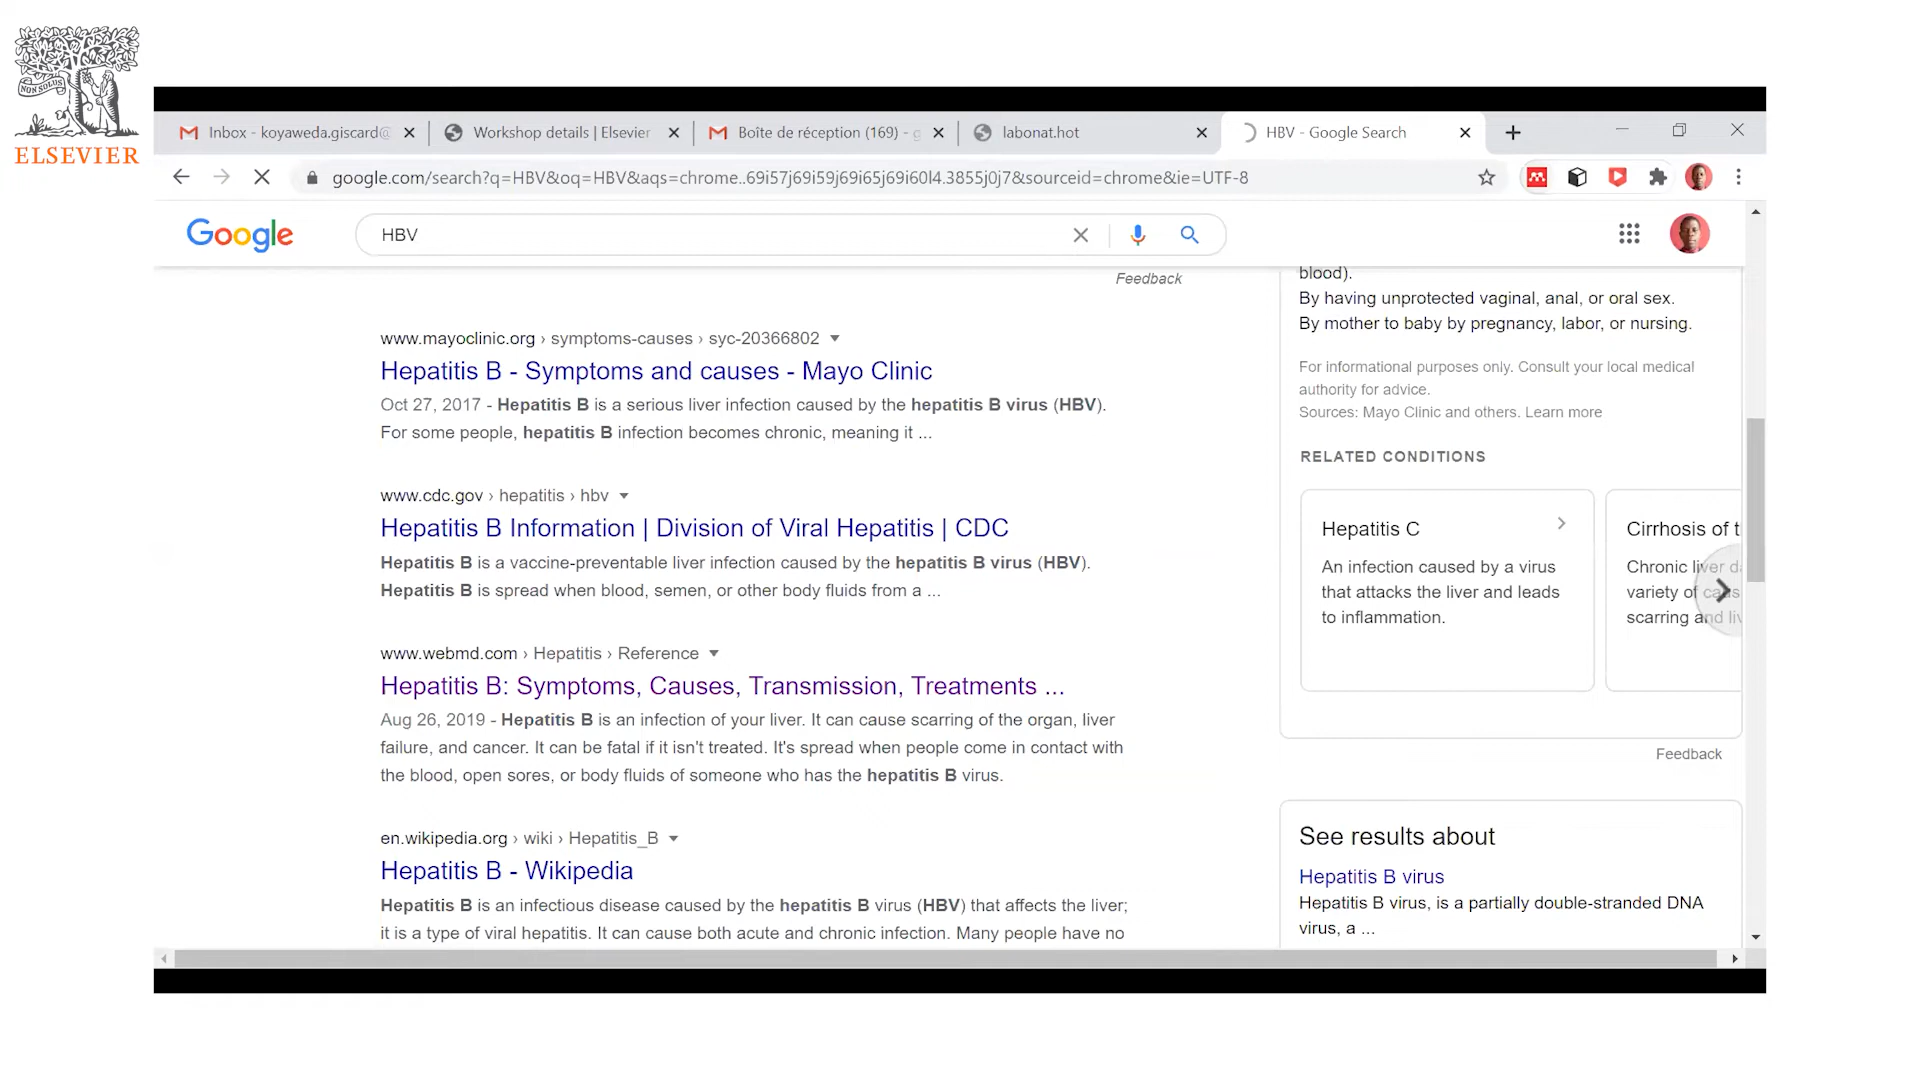 NON SOLUS
ELSEVIER
Inbox - koyaweda.giscard@
Workshop details | Elsevier
Boîte de réception (169) - g
labonat.hot
HBV - Google Search
google.com/search?q=HBV&oq=HBV&aqs=chrome..69i57j69i59j69i65j69i60l4.3855j0j7&sourceid=chrome&ie=UTF-8
Google
HBV
Feedback
www.mayoclinic.org › symptoms-causes › syc-20366802
Hepatitis B - Symptoms and causes - Mayo Clinic
Oct 27, 2017 - Hepatitis B is a serious liver infection caused by the hepatitis B virus (HBV).
For some people, hepatitis B infection becomes chronic, meaning it ...
www.cdc.gov › hepatitis › hbv
Hepatitis B Information | Division of Viral Hepatitis | CDC
Hepatitis B is a vaccine-preventable liver infection caused by the hepatitis B virus (HBV).
Hepatitis B is spread when blood, semen, or other body fluids from a ...
www.webmd.com › Hepatitis › Reference
Hepatitis B: Symptoms, Causes, Transmission, Treatments ...
Aug 26, 2019 - Hepatitis B is an infection of your liver. It can cause scarring of the organ, liver
failure, and cancer. It can be fatal if it isn't treated. It's spread when people come in contact with
the blood, open sores, or body fluids of someone who has the hepatitis B virus.
en.wikipedia.org › wiki › Hepatitis_B
Hepatitis B - Wikipedia
Hepatitis B is an infectious disease caused by the hepatitis B virus (HBV) that affects the liver;
it is a type of viral hepatitis. It can cause both acute and chronic infection. Many people have no
blood).
By having unprotected vaginal, anal, or oral sex.
By mother to baby by pregnancy, labor, or nursing.
For informational purposes only. Consult your local medical
authority for advice.
Sources: Mayo Clinic and others. Learn more
RELATED CONDITIONS
Hepatitis C
An infection caused by a virus
that attacks the liver and leads
to inflammation.
Cirrhosis of t
Chronic liver d
variety of
scarring and li
Feedback
See results about
Hepatitis B virus
Hepatitis B virus, is a partially double-stranded DNA
virus, a ...